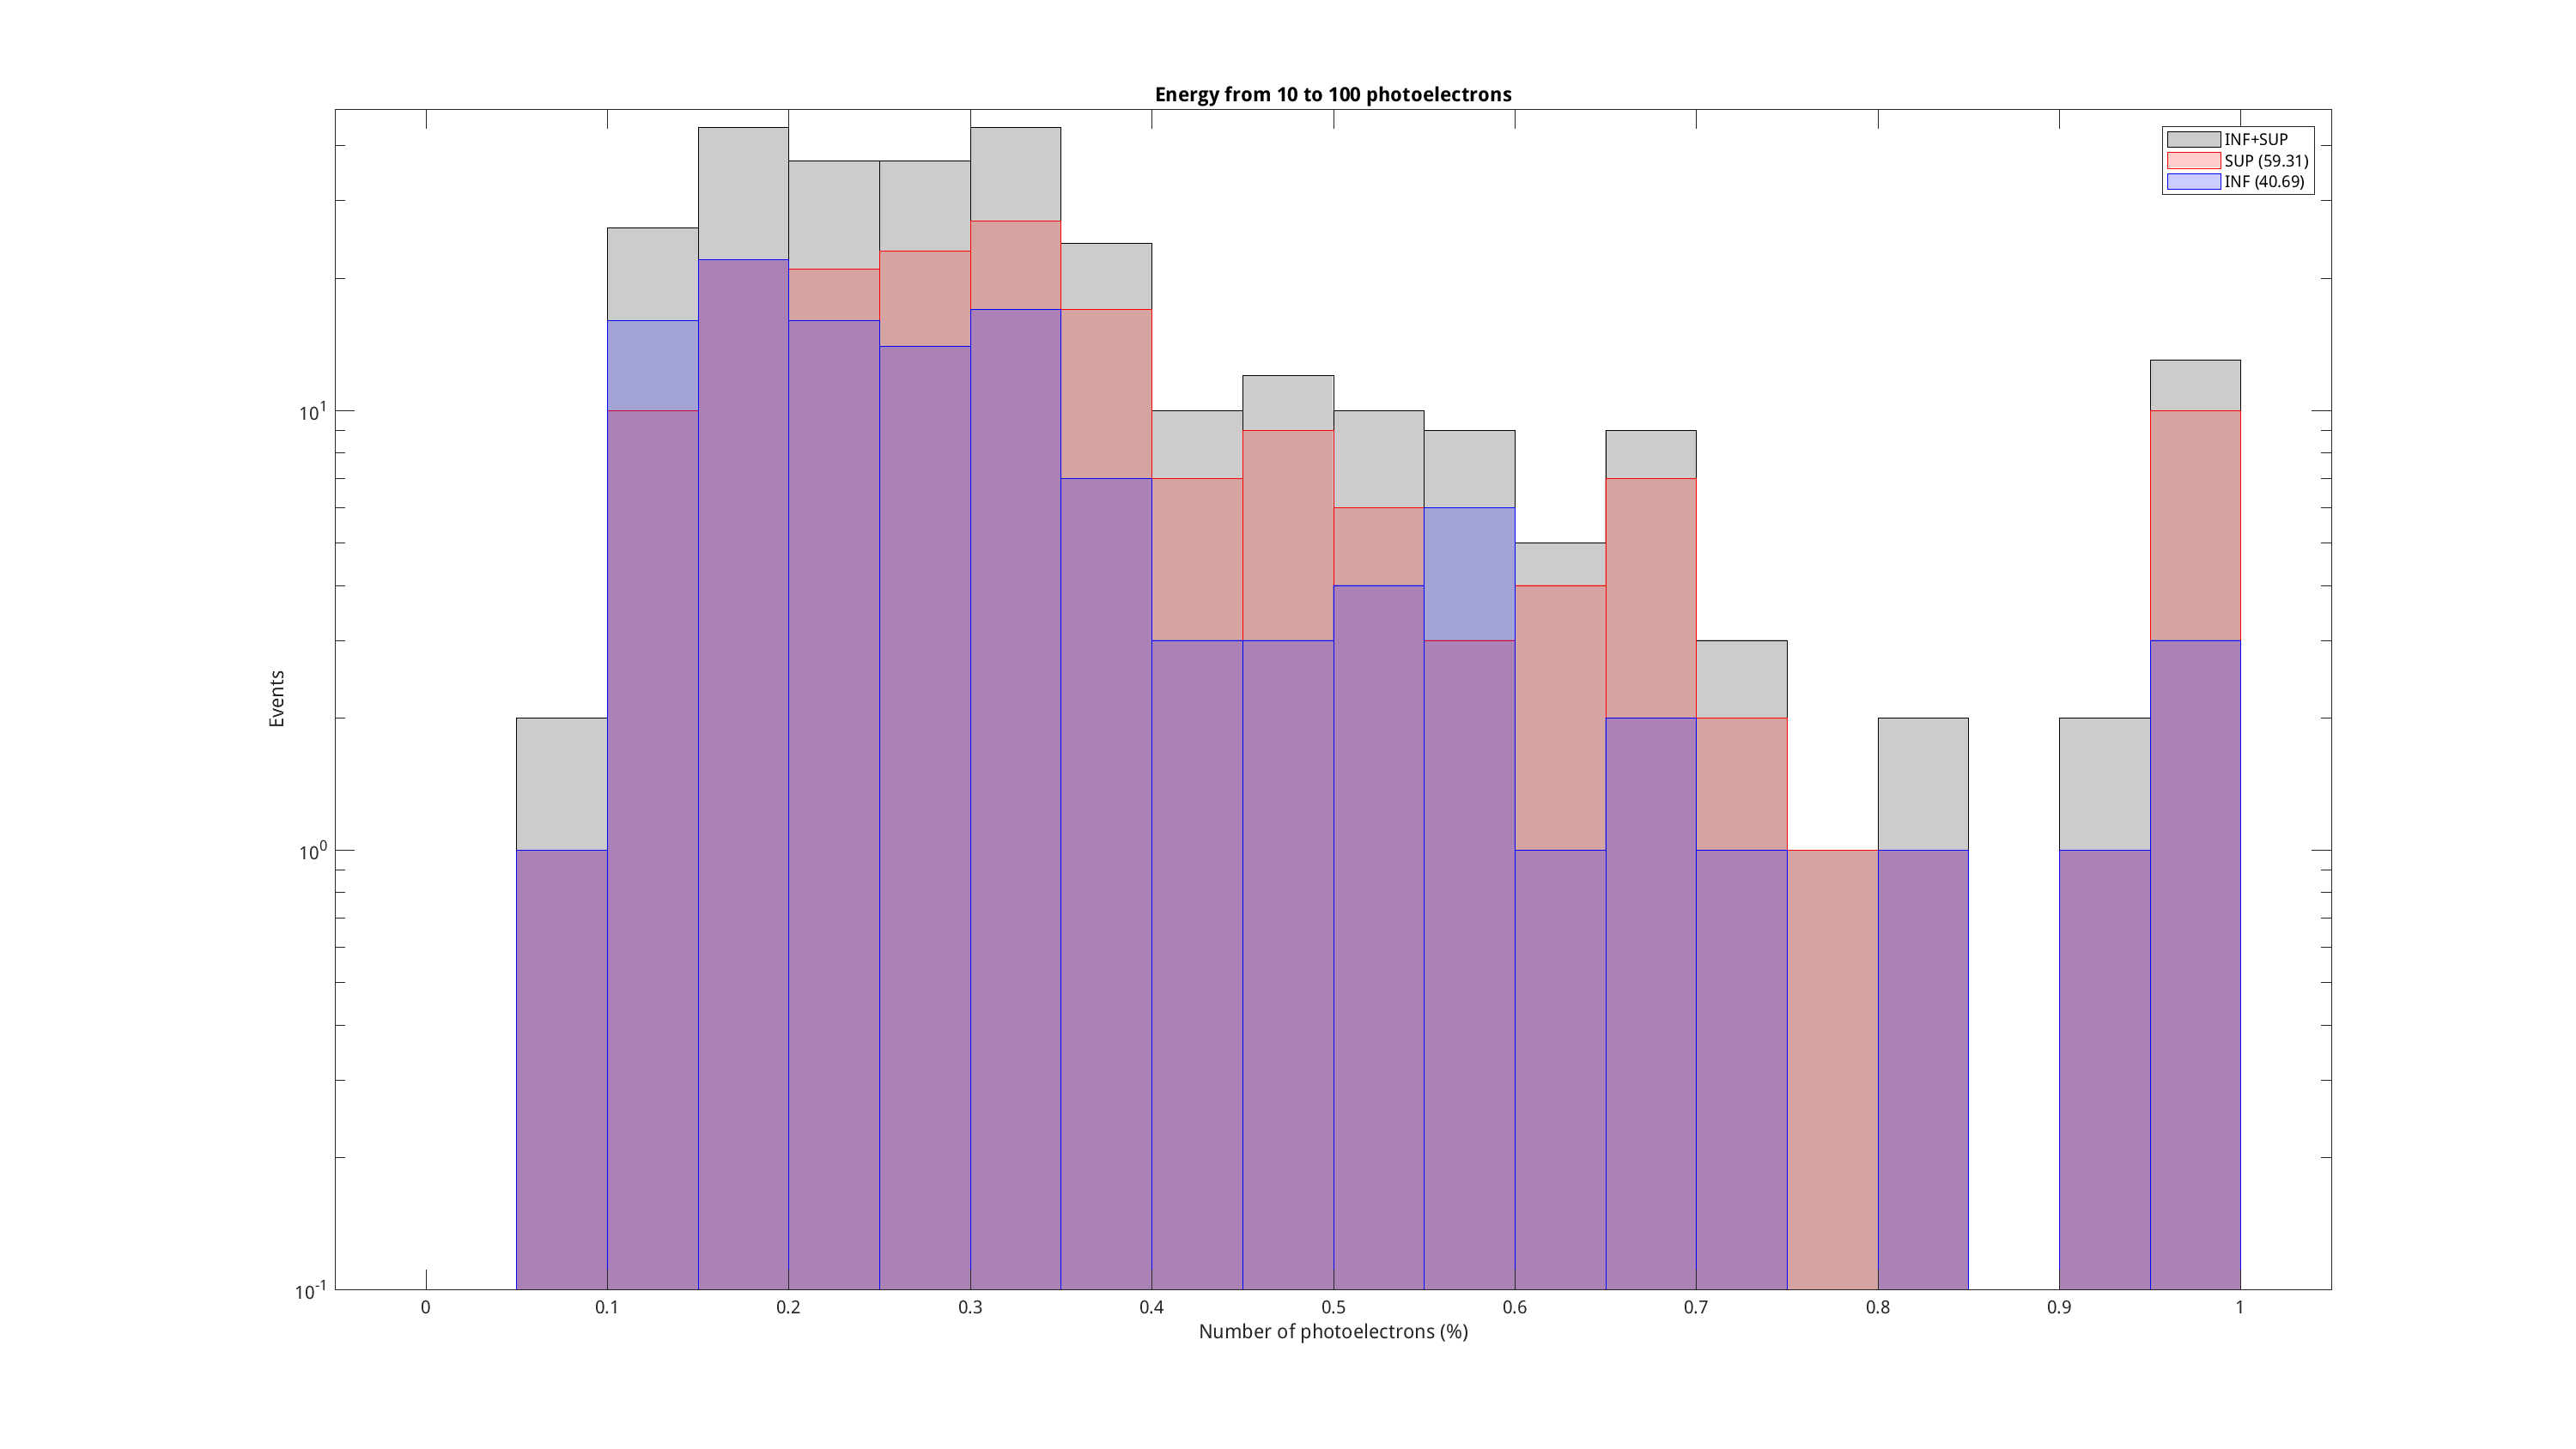 Energy from 10 to 100 photoelectrons
INF+SUP
SUP (59.31)
INF (40.69)
Events
10^1
10^0
10^-1
0 0.1 0.2 0.3 0.4 0.5 0.6 0.7 0.8 0.9 1
Number of photoelectrons (%)